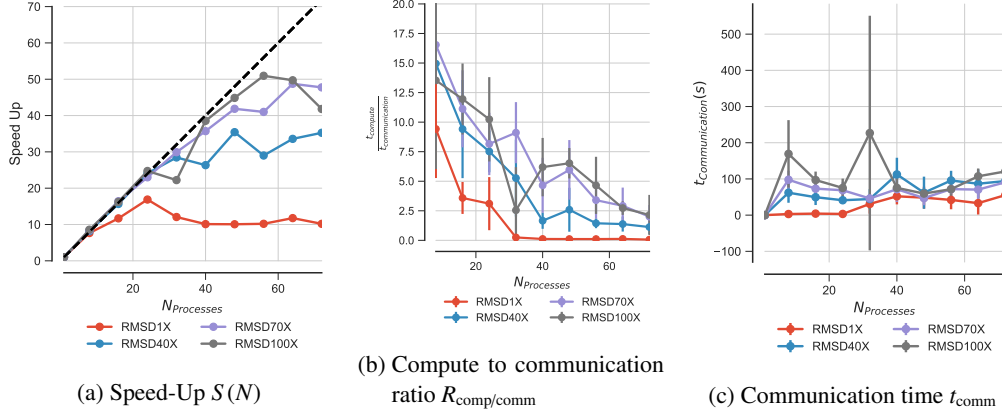 70
60
50
40
30
20
10
0
Speed Up
20
40
60
N_Processes
RMSD1X
RMSD70X
RMSD40X
RMSD100X
(a) Speed-Up S(N)
20.0
17.5
15.0
12.5
10.0
7.5
5.0
2.5
0.0
t_compute
t_communication
20
40
60
N_Processes
RMSD1X
RMSD70X
RMSD40X
RMSD100X
(b) Compute to communication
ratio R_comp/comm
500
400
300
200
100
0
−100
t_Communication(s)
20
40
60
N_Processes
RMSD1X
RMSD70X
RMSD40X
RMSD100X
(c) Communication time t_comm